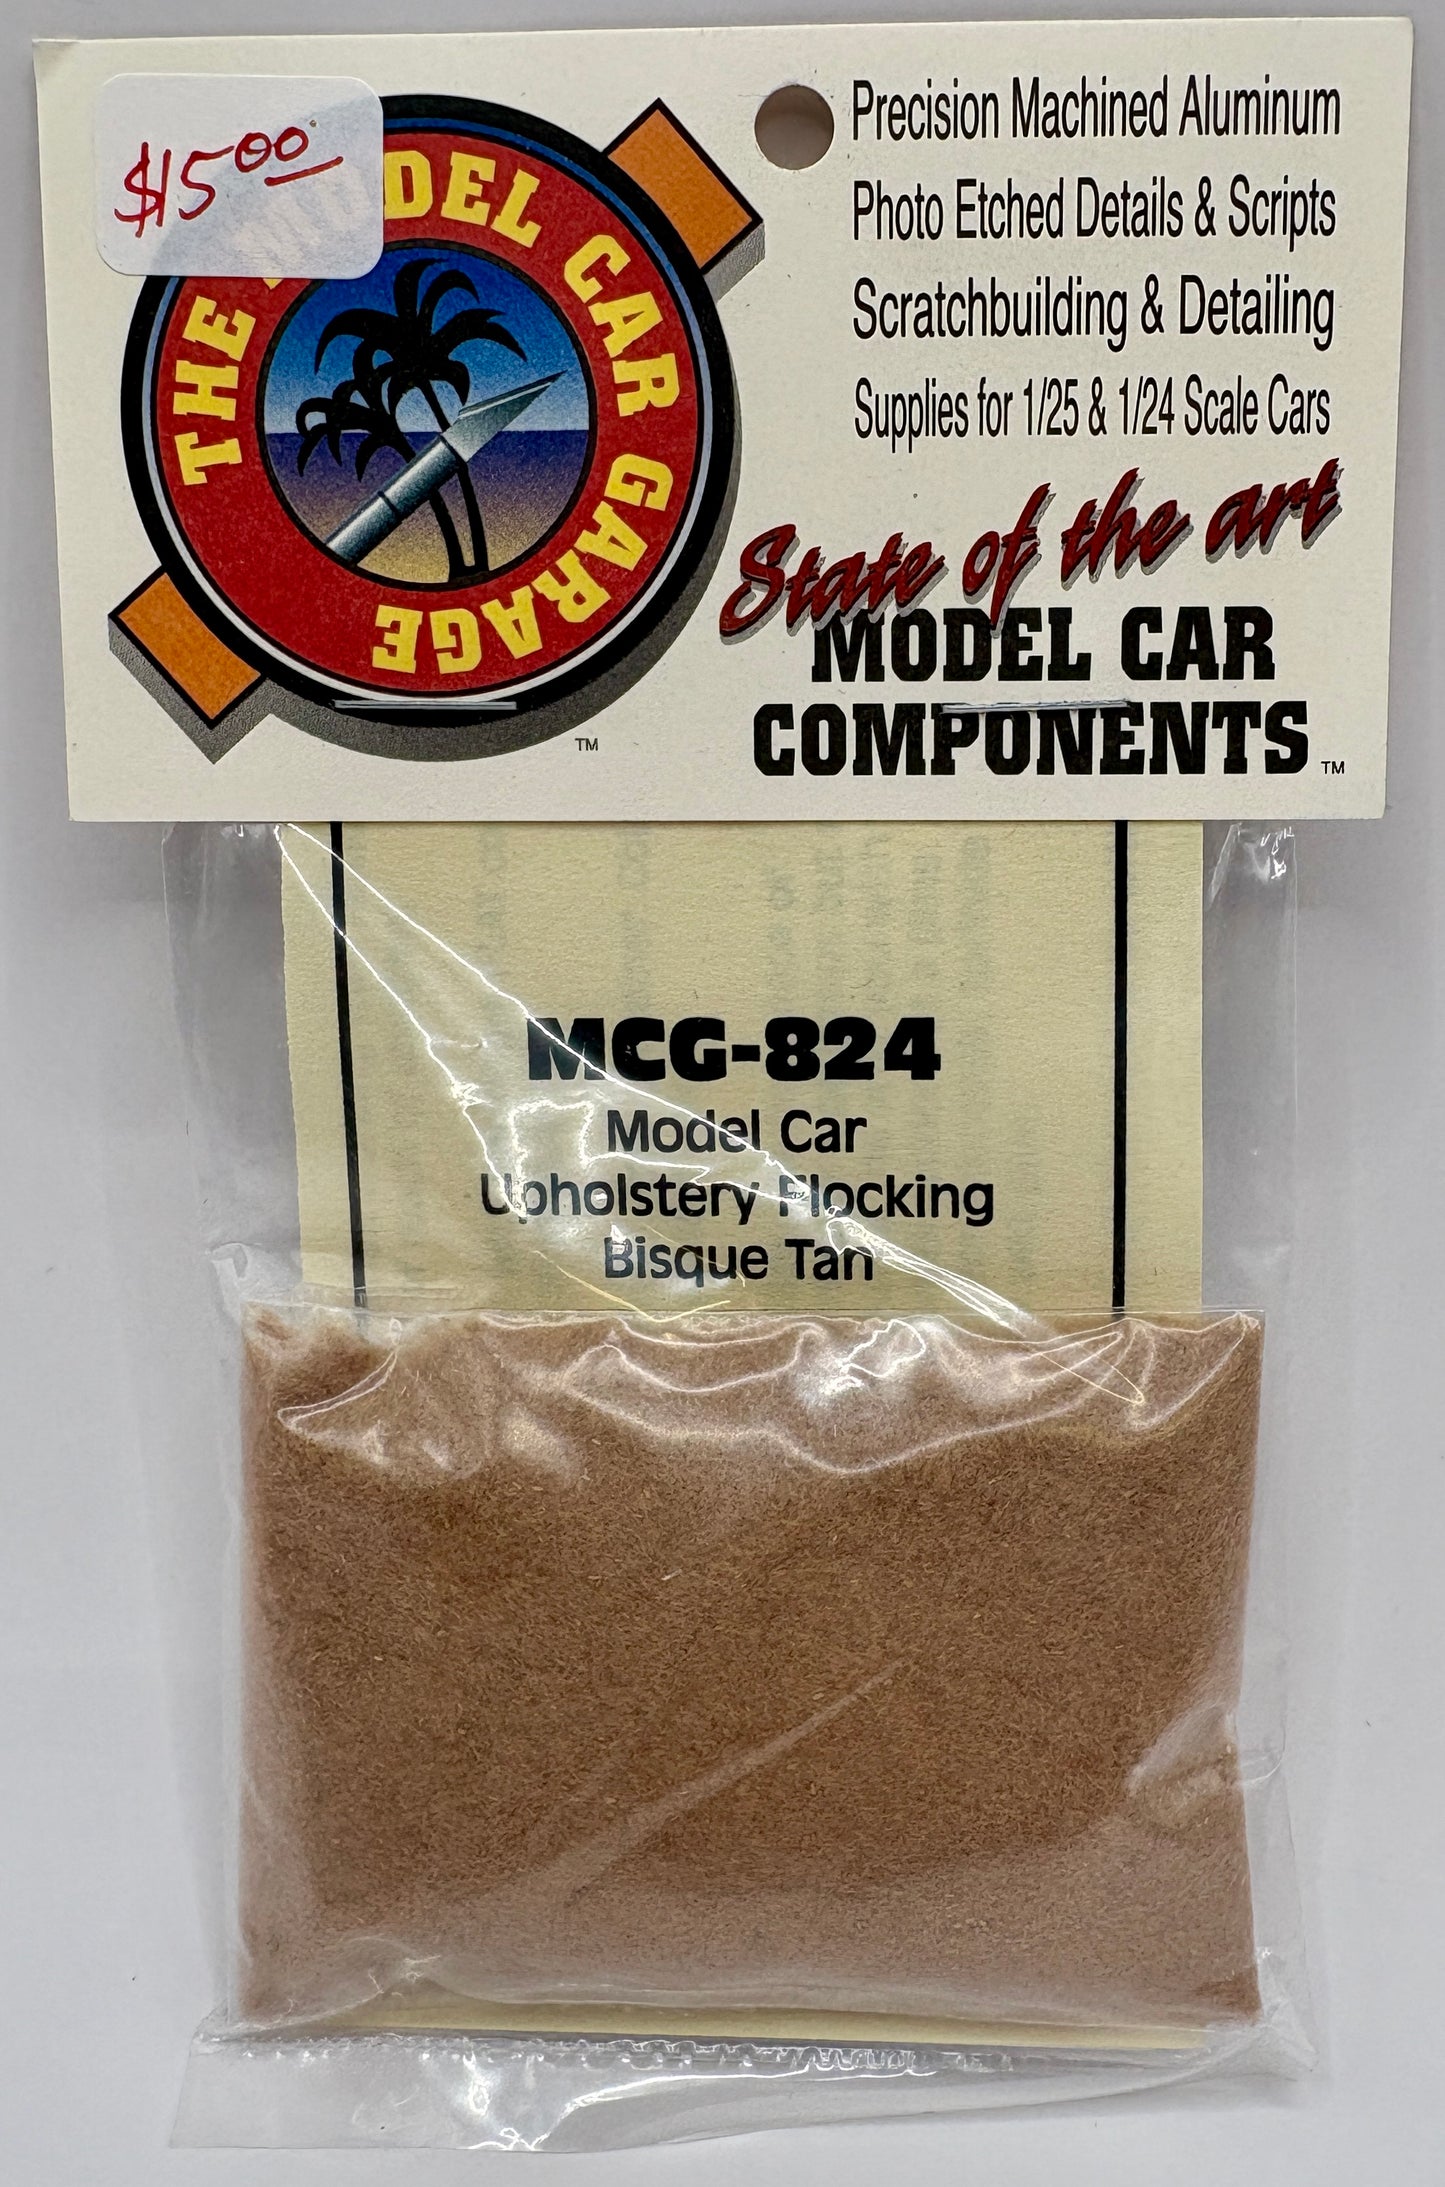 $15.00
THE MODEL CAR GARAGE
TM
Precision Machined Aluminum
Photo Etched Details & Scripts
Scratchbuilding & Detailing
Supplies for 1/25 & 1/24 Scale Cars
State of the art
MODEL CAR
COMPONENTS TM
MCG-824
Model Car
Upholstery Flocking
Bisque Tan